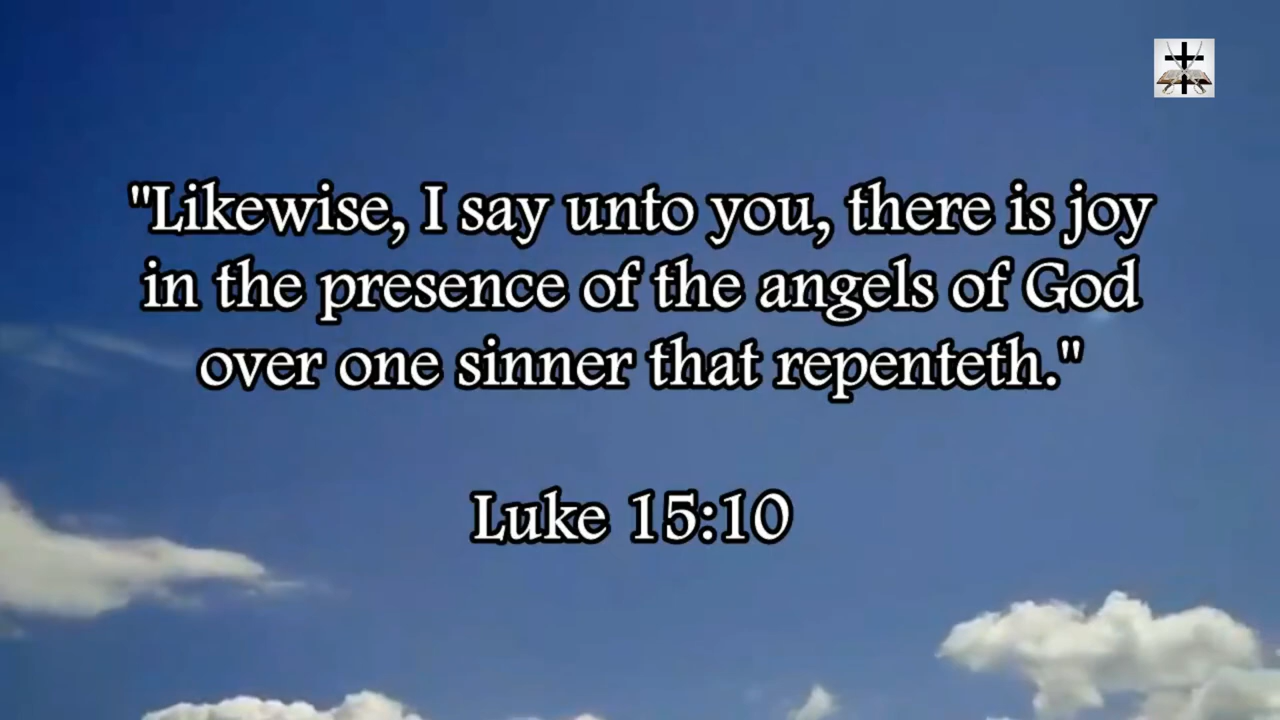 "Likewise, I say unto you, there is joy
in the presence of the angels of God
over one sinner that repenteth."
Luke 15:10